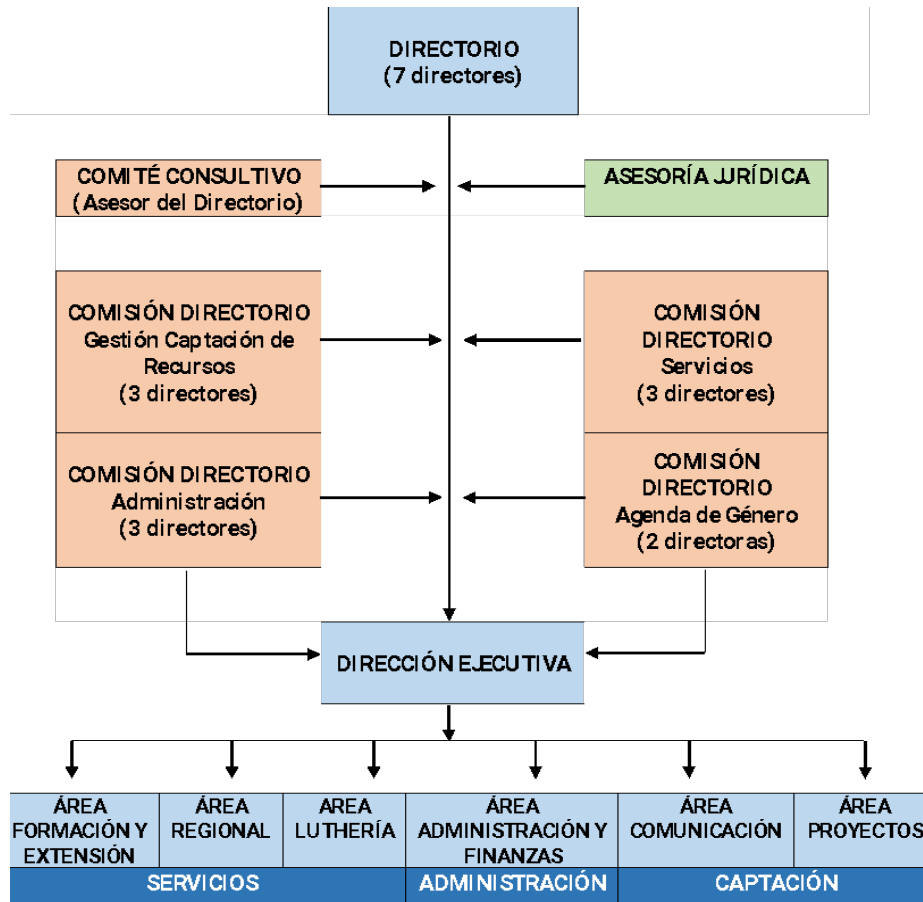 DIRECTORIO
(7 directores)
COMITÉ CONSULTIVO
(Asesor del Directorio)
ASESORÍA JURÍDICA
COMISIÓN DIRECTORIO
Gestión Captación de
Recursos
(3 directores)
COMISIÓN
DIRECTORIO
Servicios
(3 directores)
COMISIÓN DIRECTORIO
Administración
(3 directores)
COMISIÓN
DIRECTORIO
Agenda de Género
(2 directoras)
DIRECCIÓN EJECUTIVA
ÁREA
FORMACIÓN Y
EXTENSIÓN
ÁREA
REGIONAL
ÁREA
LUTHERÍA
ÁREA
ADMINISTRACIÓN Y
FINANZAS
ÁREA
COMUNICACIÓN
ÁREA
PROYECTOS
SERVICIOS
ADMINISTRACIÓN
CAPTACIÓN